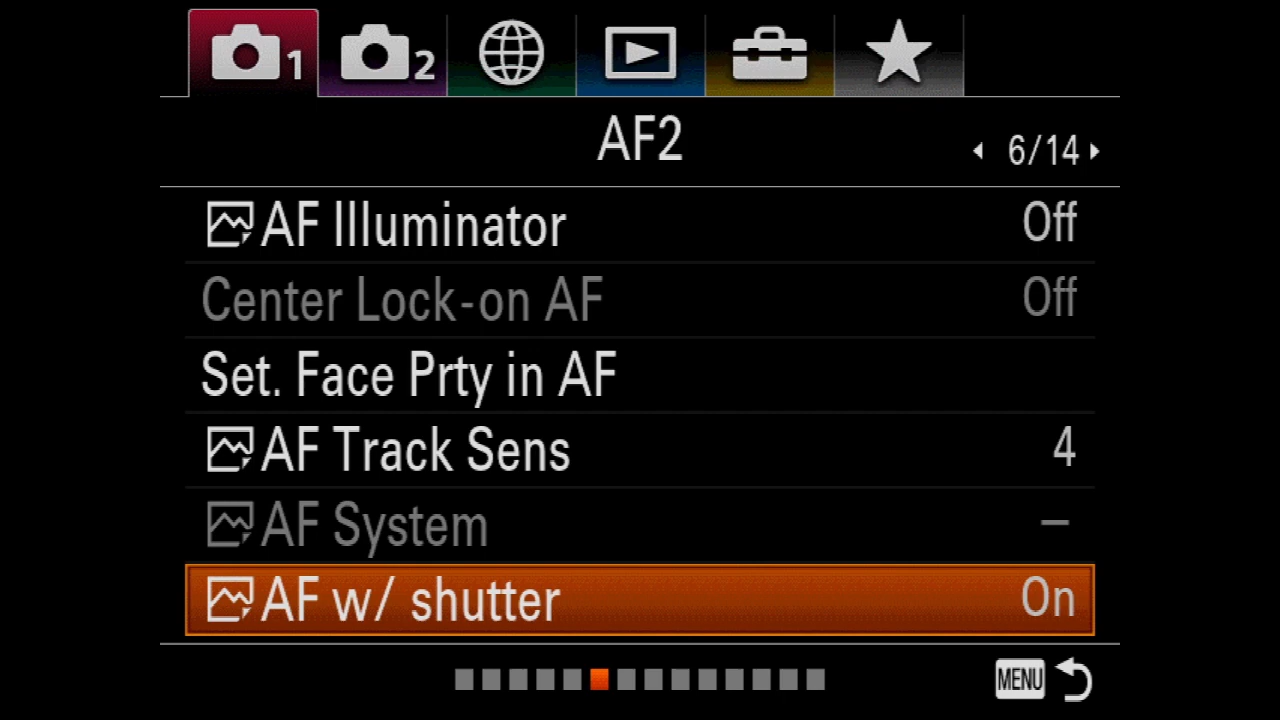 1 2
AF2
6/14
AF Illuminator Off
Center Lock-on AF Off
Set. Face Prty in AF
AF Track Sens 4
AF System –
AF w/ shutter On
MENU